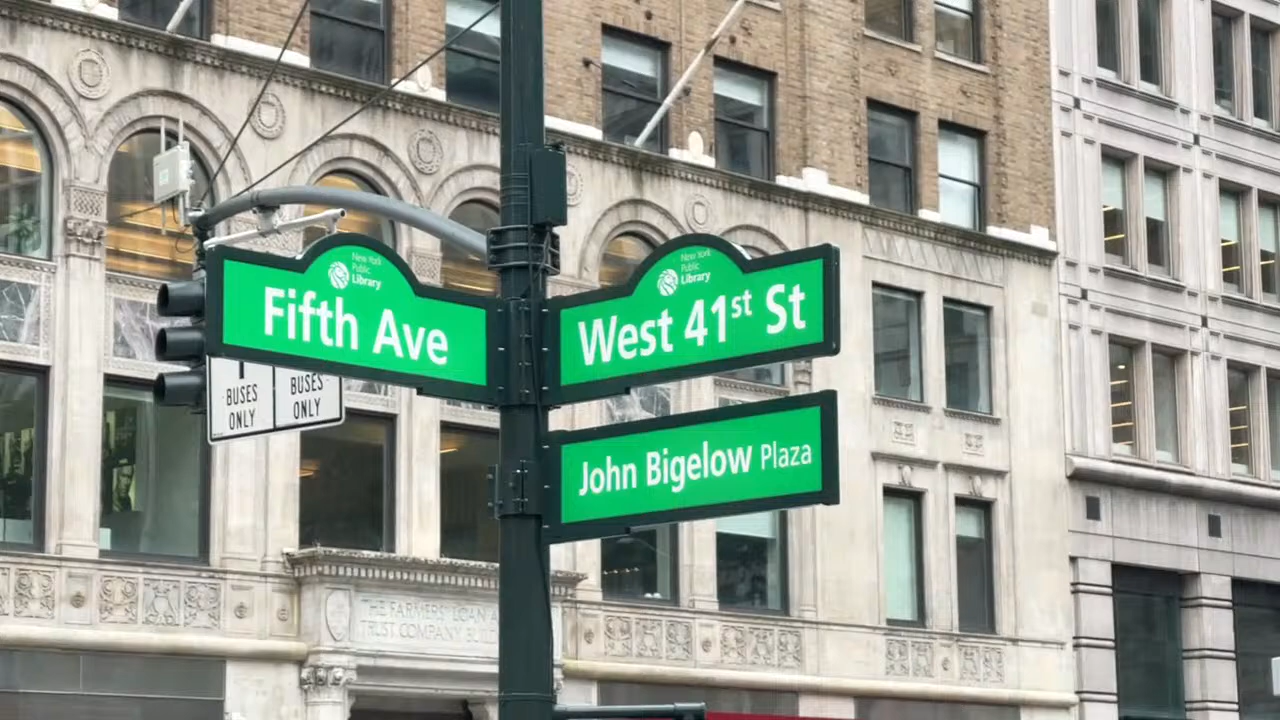 New York
Public
Library
Fifth Ave
New York
Public
Library
West 41st St
John Bigelow Plaza
BUSES
ONLY
BUSES
ONLY
THE FARMERS' LOAN A
TRUST COMPANY BUIL